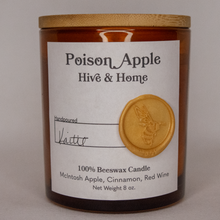 Poison Apple
Hive & Home
Handpoured
100% Beeswax Candle
McIntosh Apple, Cinnamon, Red Wine
Net Weight 8 oz.